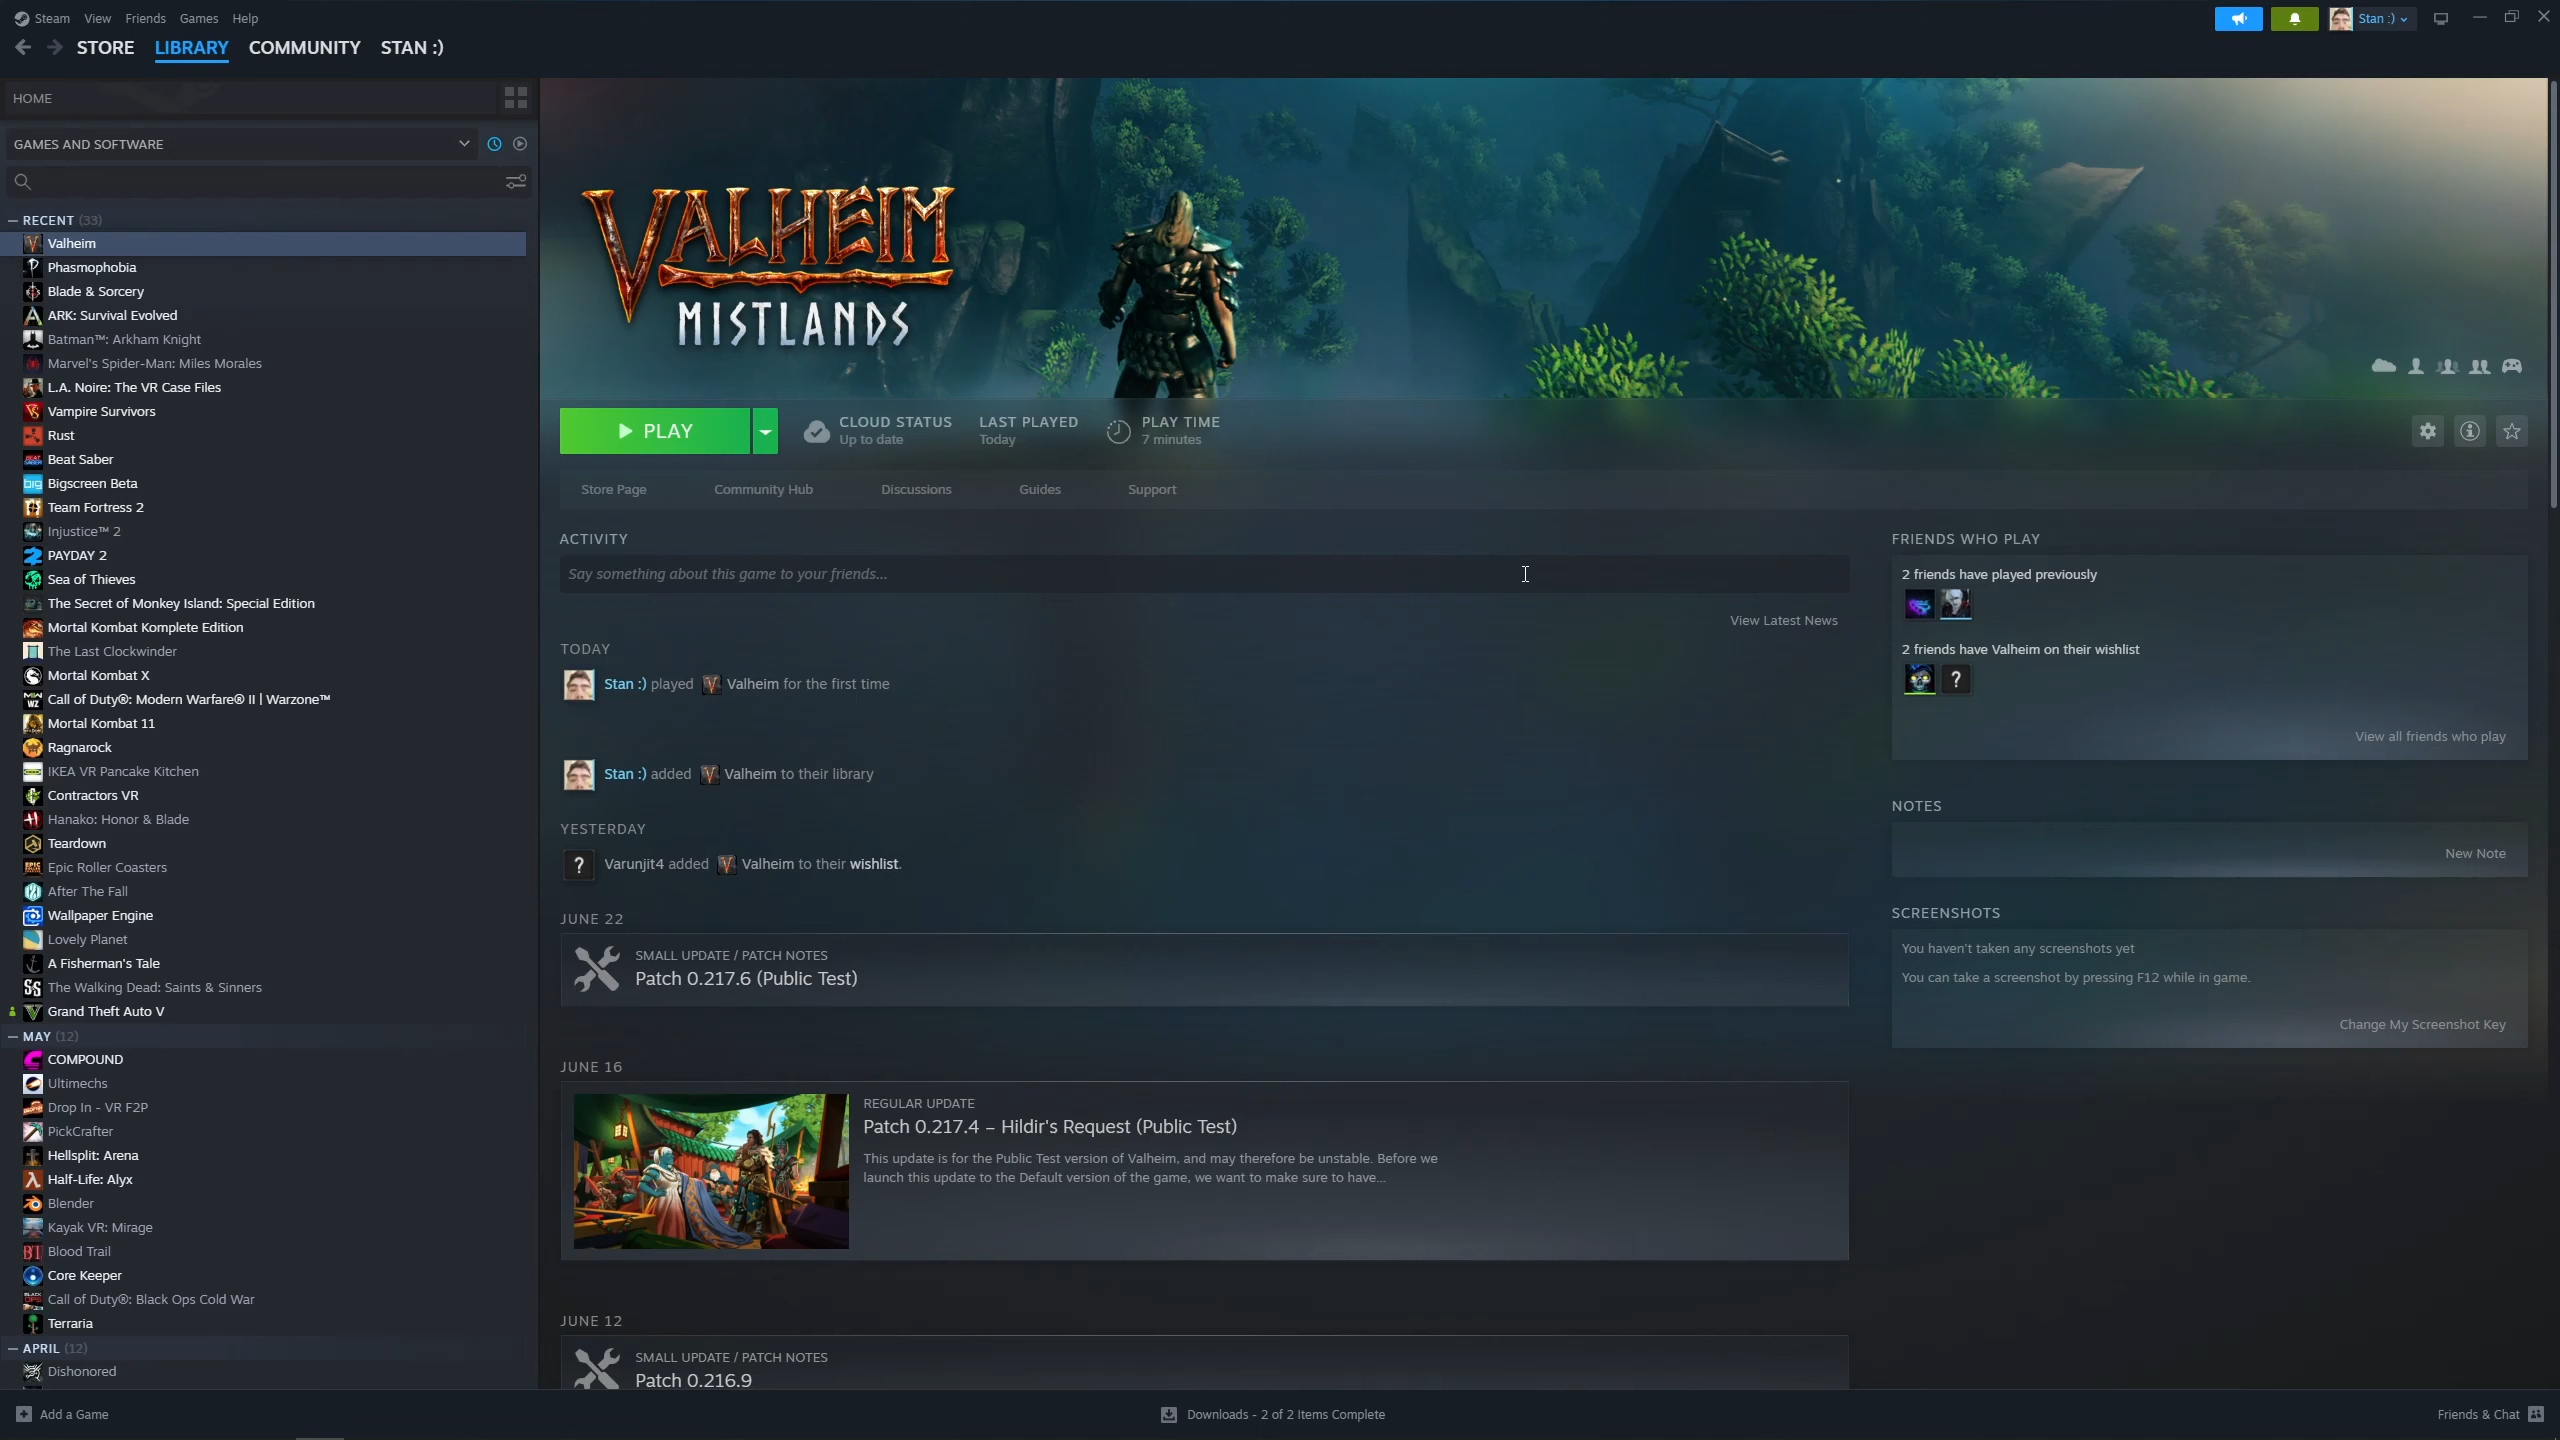 Steam View Friends Games Help
Stan :)
STORE LIBRARY COMMUNITY STAN :)
HOME
GAMES AND SOFTWARE
— RECENT (33)
Valheim
Phasmophobia
Blade & Sorcery
ARK: Survival Evolved
Batman™: Arkham Knight
Marvel's Spider-Man: Miles Morales
L.A. Noire: The VR Case Files
Vampire Survivors
Rust
Beat Saber
Bigscreen Beta
Team Fortress 2
Injustice™ 2
PAYDAY 2
Sea of Thieves
The Secret of Monkey Island: Special Edition
Mortal Kombat Komplete Edition
The Last Clockwinder
Mortal Kombat X
Call of Duty®: Modern Warfare® II | Warzone™
Mortal Kombat 11
Ragnarock
IKEA VR Pancake Kitchen
Contractors VR
Hanako: Honor & Blade
Teardown
Epic Roller Coasters
After The Fall
Wallpaper Engine
Lovely Planet
A Fisherman's Tale
The Walking Dead: Saints & Sinners
Grand Theft Auto V
— MAY (12)
COMPOUND
Ultimechs
Drop In - VR F2P
PickCrafter
Hellsplit: Arena
Half-Life: Alyx
Blender
Kayak VR: Mirage
Blood Trail
Core Keeper
Call of Duty®: Black Ops Cold War
Terraria
— APRIL (12)
Dishonored
VALHEIM
MISTLANDS
PLAY
CLOUD STATUS
Up to date
LAST PLAYED
Today
PLAY TIME
7 minutes
Store Page Community Hub Discussions Guides Support
ACTIVITY
Say something about this game to your friends...
View Latest News
TODAY
Stan :) played Valheim for the first time
Stan :) added Valheim to their library
YESTERDAY
? Varunjit4 added Valheim to their wishlist.
JUNE 22
SMALL UPDATE / PATCH NOTES
Patch 0.217.6 (Public Test)
JUNE 16
REGULAR UPDATE
Patch 0.217.4 – Hildir's Request (Public Test)
This update is for the Public Test version of Valheim, and may therefore be unstable. Before we
launch this update to the Default version of the game, we want to make sure to have...
JUNE 12
SMALL UPDATE / PATCH NOTES
Patch 0.216.9
FRIENDS WHO PLAY
2 friends have played previously
2 friends have Valheim on their wishlist
?
View all friends who play
NOTES
New Note
SCREENSHOTS
You haven't taken any screenshots yet
You can take a screenshot by pressing F12 while in game.
Change My Screenshot Key
Add a Game
Downloads - 2 of 2 Items Complete
Friends & Chat